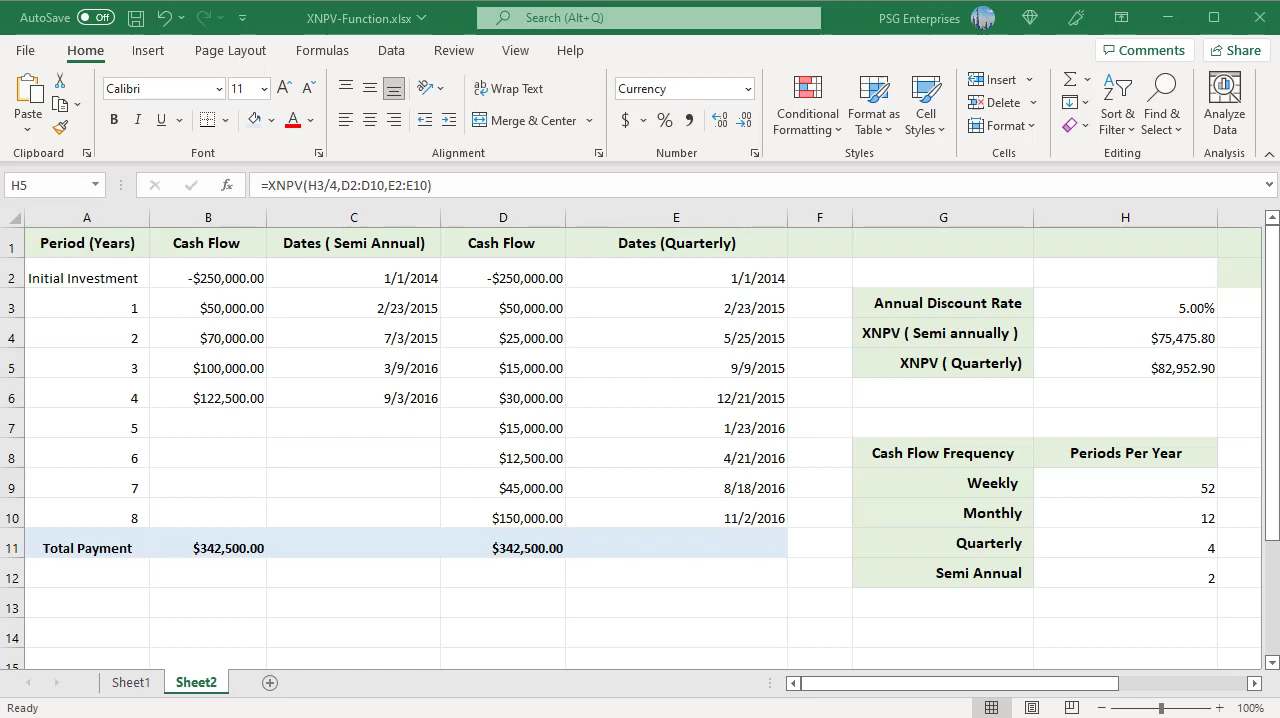 AutoSave Off XNPV-Function.xlsx Search (Alt+Q) PSG Enterprises
File Home Insert Page Layout Formulas Data Review View Help Comments Share
Paste Calibri 11 Wrap Text Currency Conditional Formatting Format as Table Cell Styles Insert Sort & Filter Find & Select Analyze Data
B I U A Merge & Center $ % Delete
Format
Clipboard Font Alignment Number Styles Cells Editing Analysis
H5 fx =XNPV(H3/4,D2:D10,E2:E10)
A B C D E F G H
1 Period (Years) Cash Flow Dates ( Semi Annual) Cash Flow Dates (Quarterly)
2 Initial Investment -$250,000.00 1/1/2014 -$250,000.00 1/1/2014
3 1 $50,000.00 2/23/2015 $50,000.00 2/23/2015 Annual Discount Rate 5.00%
4 2 $70,000.00 7/3/2015 $25,000.00 5/25/2015 XNPV ( Semi annually ) $75,475.80
5 3 $100,000.00 3/9/2016 $15,000.00 9/9/2015 XNPV ( Quarterly) $82,952.90
6 4 $122,500.00 9/3/2016 $30,000.00 12/21/2015
7 5 $15,000.00 1/23/2016
8 6 $12,500.00 4/21/2016 Cash Flow Frequency Periods Per Year
9 7 $45,000.00 8/18/2016 Weekly 52
10 8 $150,000.00 11/2/2016 Monthly 12
11 Total Payment $342,500.00 $342,500.00 Quarterly 4
12 Semi Annual 2
13
14
15
Sheet1 Sheet2
Ready 100%